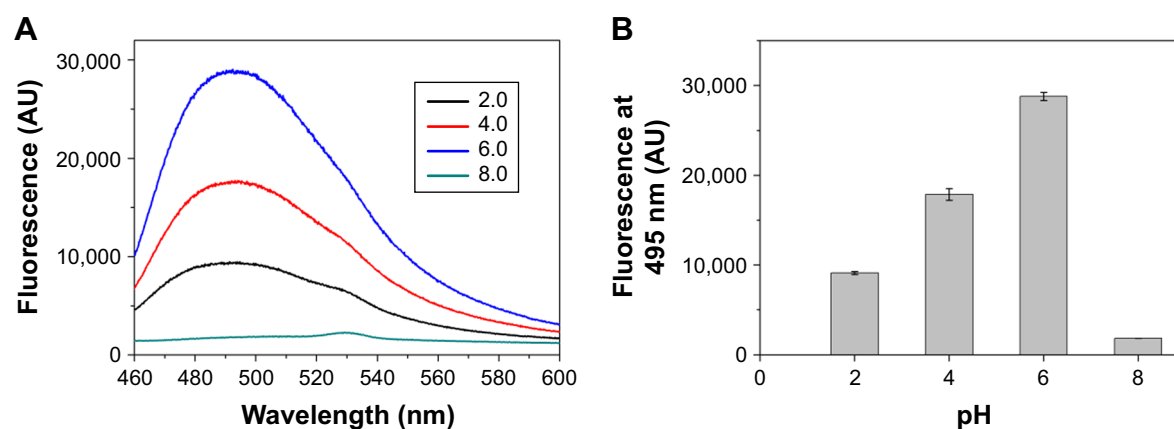 A
Fluorescence (AU)
30,000
20,000
10,000
0
460 480 500 520 540 560 580 600
Wavelength (nm)
2.0
4.0
6.0
8.0
B
Fluorescence at
495 nm (AU)
30,000
20,000
10,000
0
0 2 4 6 8
pH